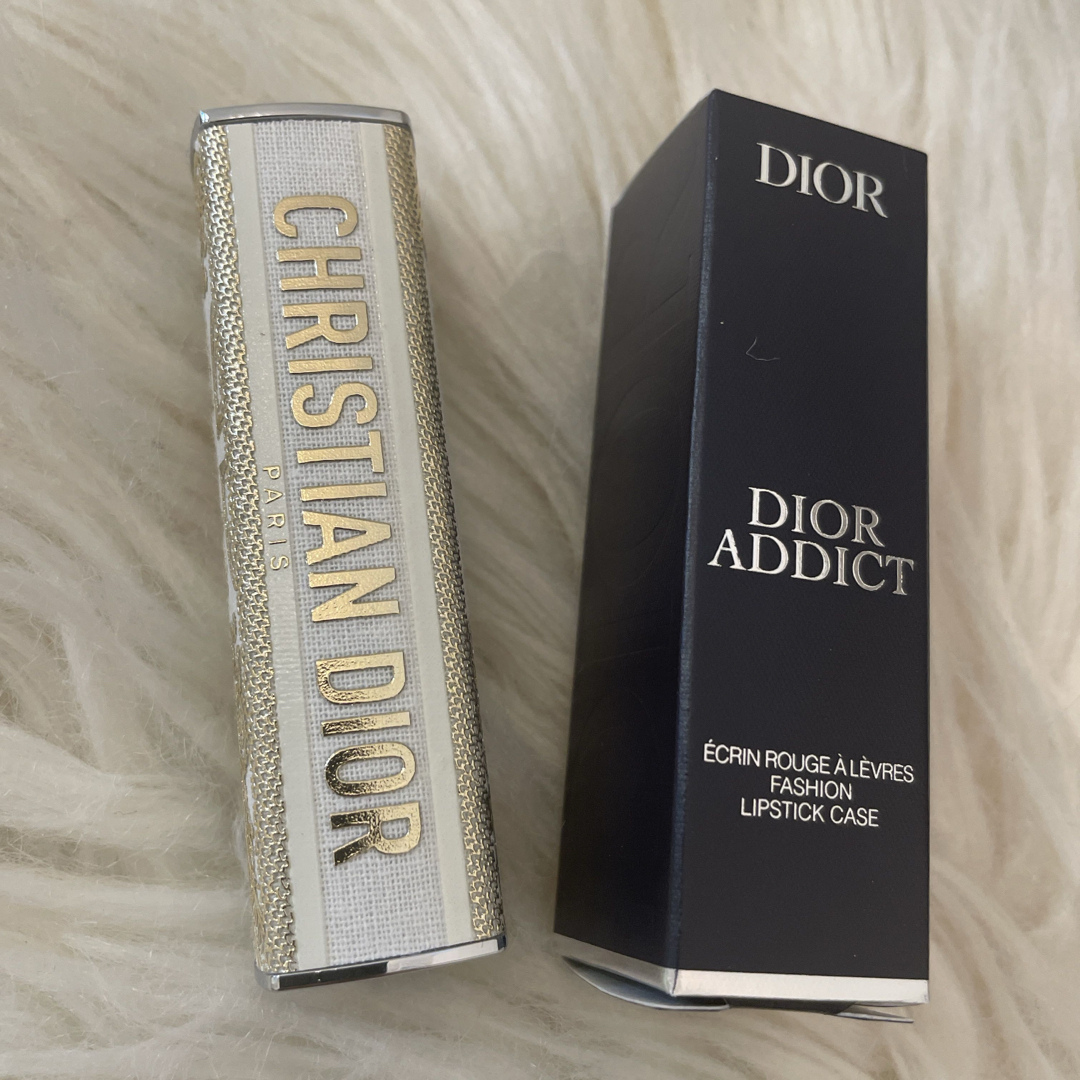 CHRISTIAN DIOR
PARIS
DIOR
DIOR
ADDICT
ÉCRIN ROUGE À LÈVRES
FASHION
LIPSTICK CASE